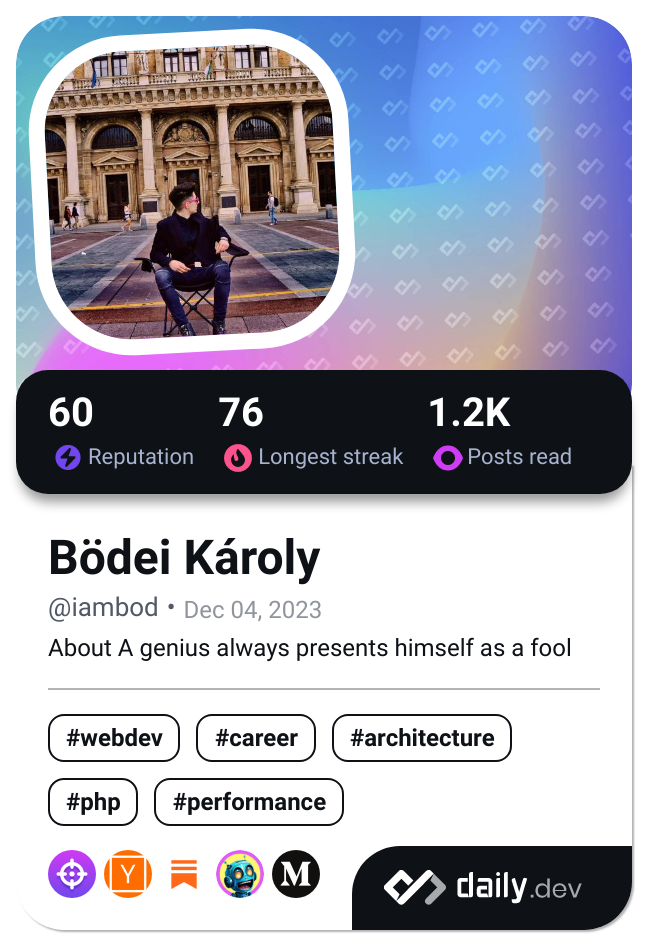 60 76 1.2K
Reputation Longest streak Posts read
Bödei Károly
@iambod • Dec 04, 2023
About A genius always presents himself as a fool
#webdev #career #architecture
#php #performance
Y M daily.dev